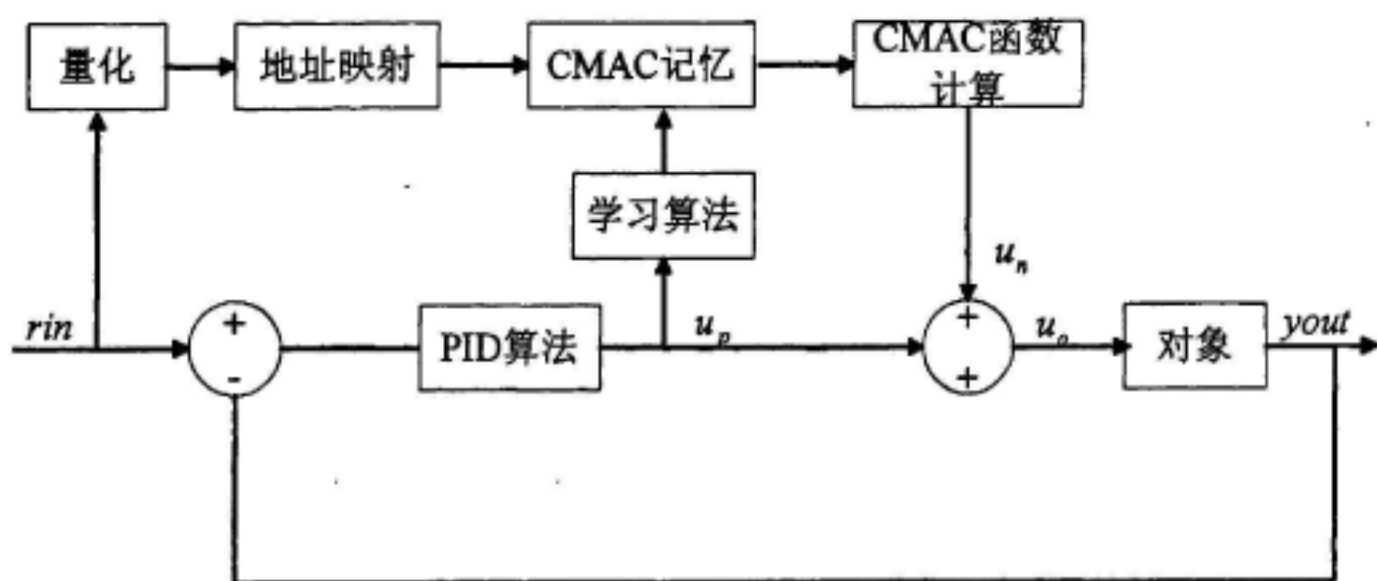 量化
地址映射
CMAC记忆
CMAC函数
计算
学习算法
u_n
rin
+
-
PID算法
u_p
+
+
u_o
对象
yout